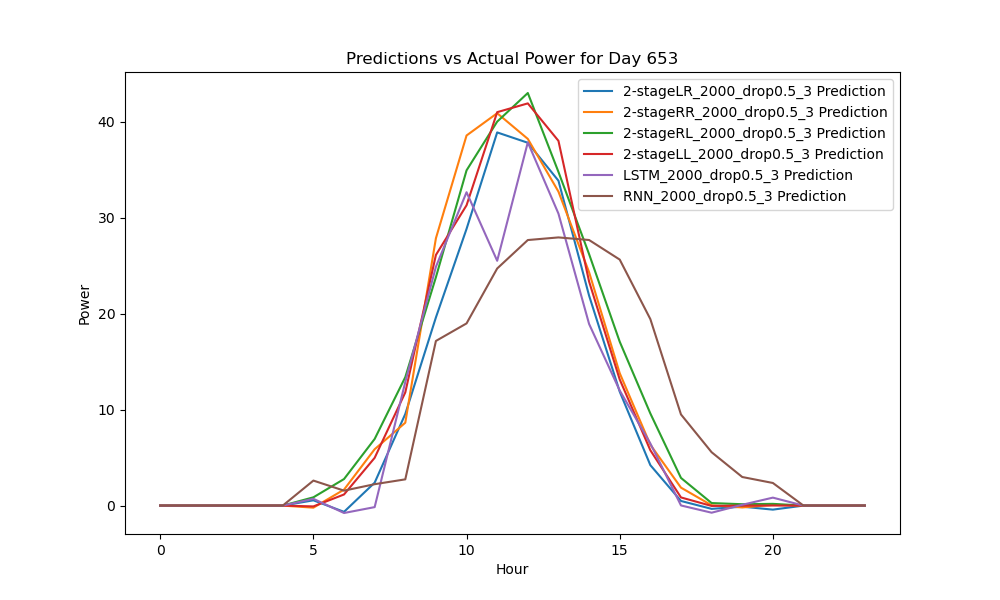 Predictions vs Actual Power for Day 653
2-stageLR_2000_drop0.5_3 Prediction
2-stageRR_2000_drop0.5_3 Prediction
2-stageRL_2000_drop0.5_3 Prediction
2-stageLL_2000_drop0.5_3 Prediction
LSTM_2000_drop0.5_3 Prediction
RNN_2000_drop0.5_3 Prediction
Power
40
30
20
10
0
0 5 10 15 20
Hour